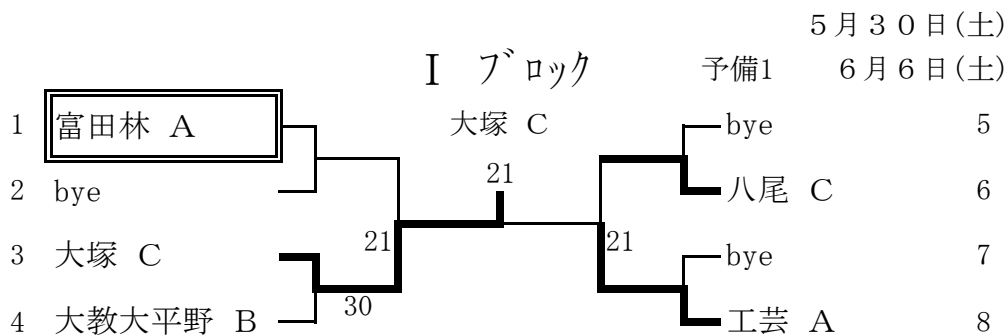 5月30日(土)
I ブロック 予備1 6月6日(土)
1 富田林 A 大塚 C bye 5
21
2 bye 八尾 C 6
21 21
3 大塚 C bye 7
30
4 大教大平野 B 工芸 A 8